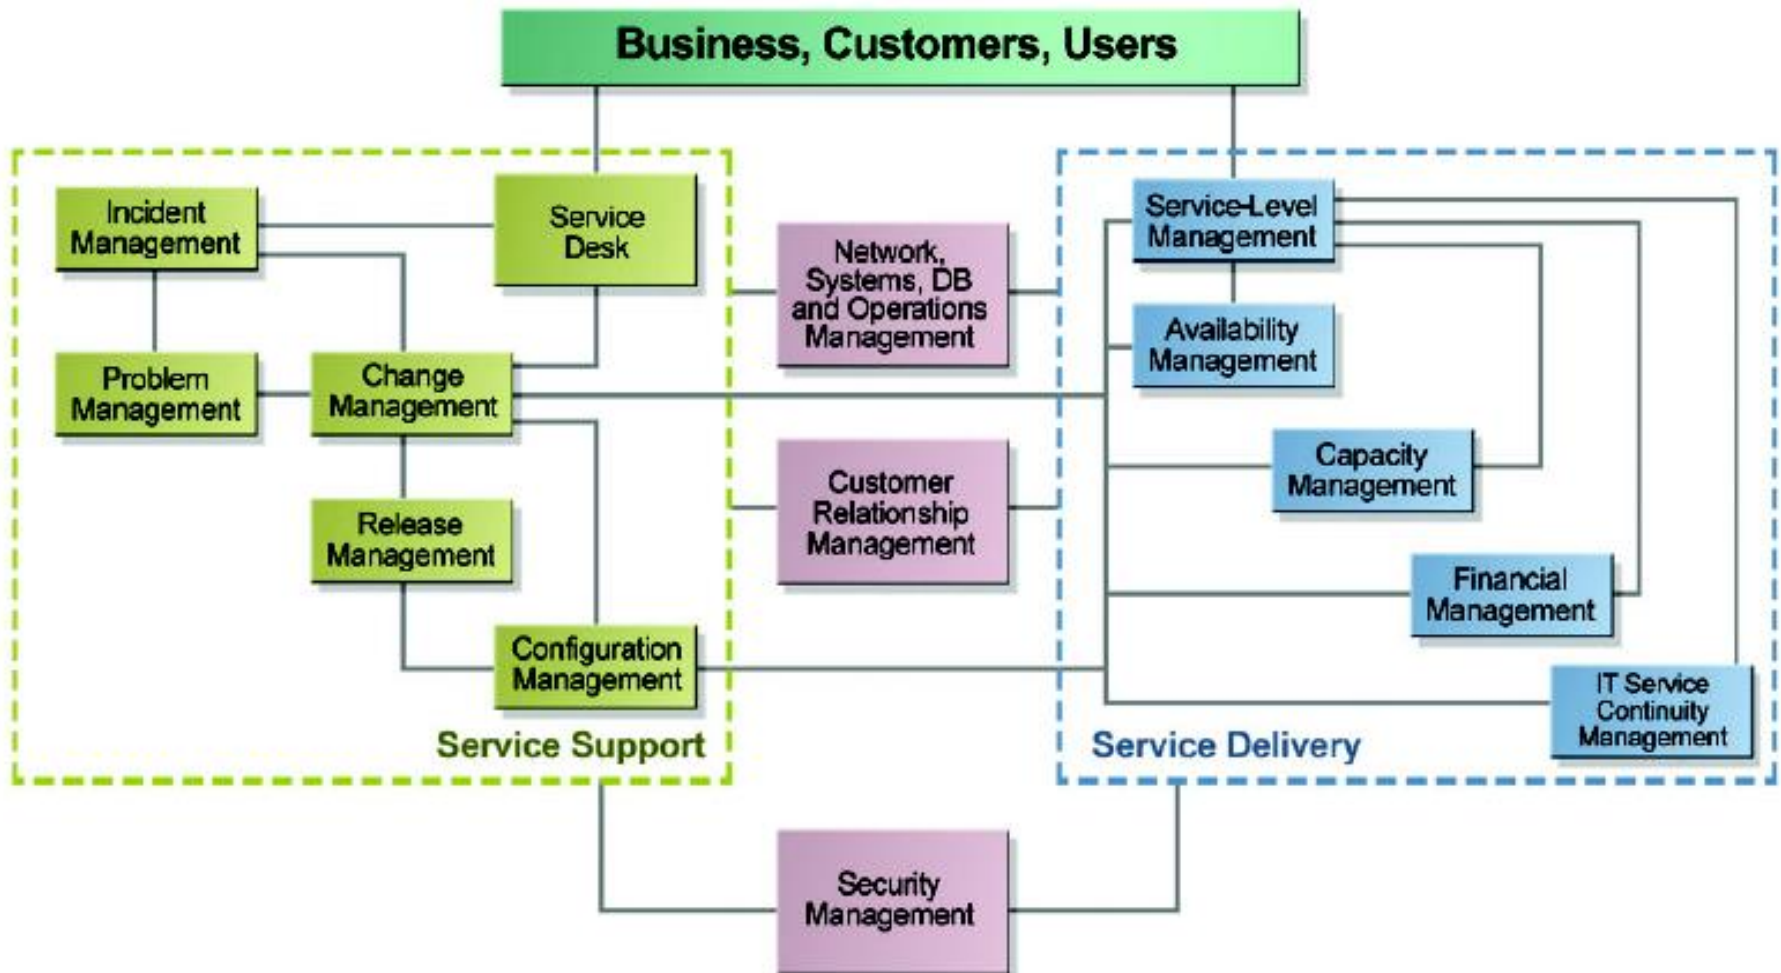 Business, Customers, Users
Incident
Management
Service
Desk
Problem
Management
Change
Management
Release
Management
Configuration
Management
Service Support
Network,
Systems, DB
and Operations
Management
Customer
Relationship
Management
Security
Management
Service-Level
Management
Availability
Management
Capacity
Management
Financial
Management
IT Service
Continuity
Management
Service Delivery